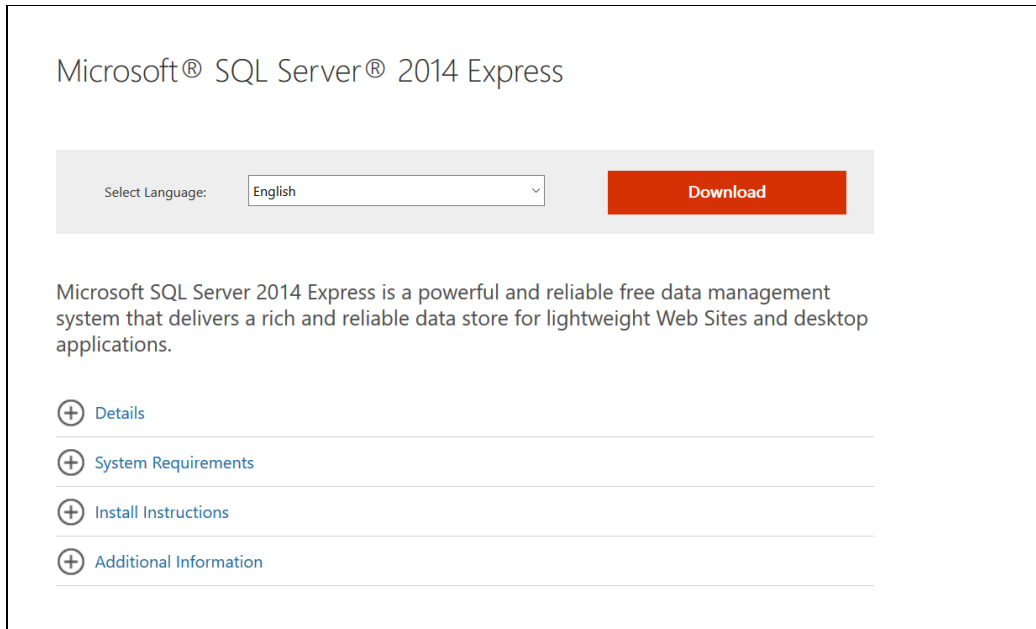 Microsoft® SQL Server® 2014 Express
Select Language:
English
Download
Microsoft SQL Server 2014 Express is a powerful and reliable free data management
system that delivers a rich and reliable data store for lightweight Web Sites and desktop
applications.
Details
System Requirements
Install Instructions
Additional Information